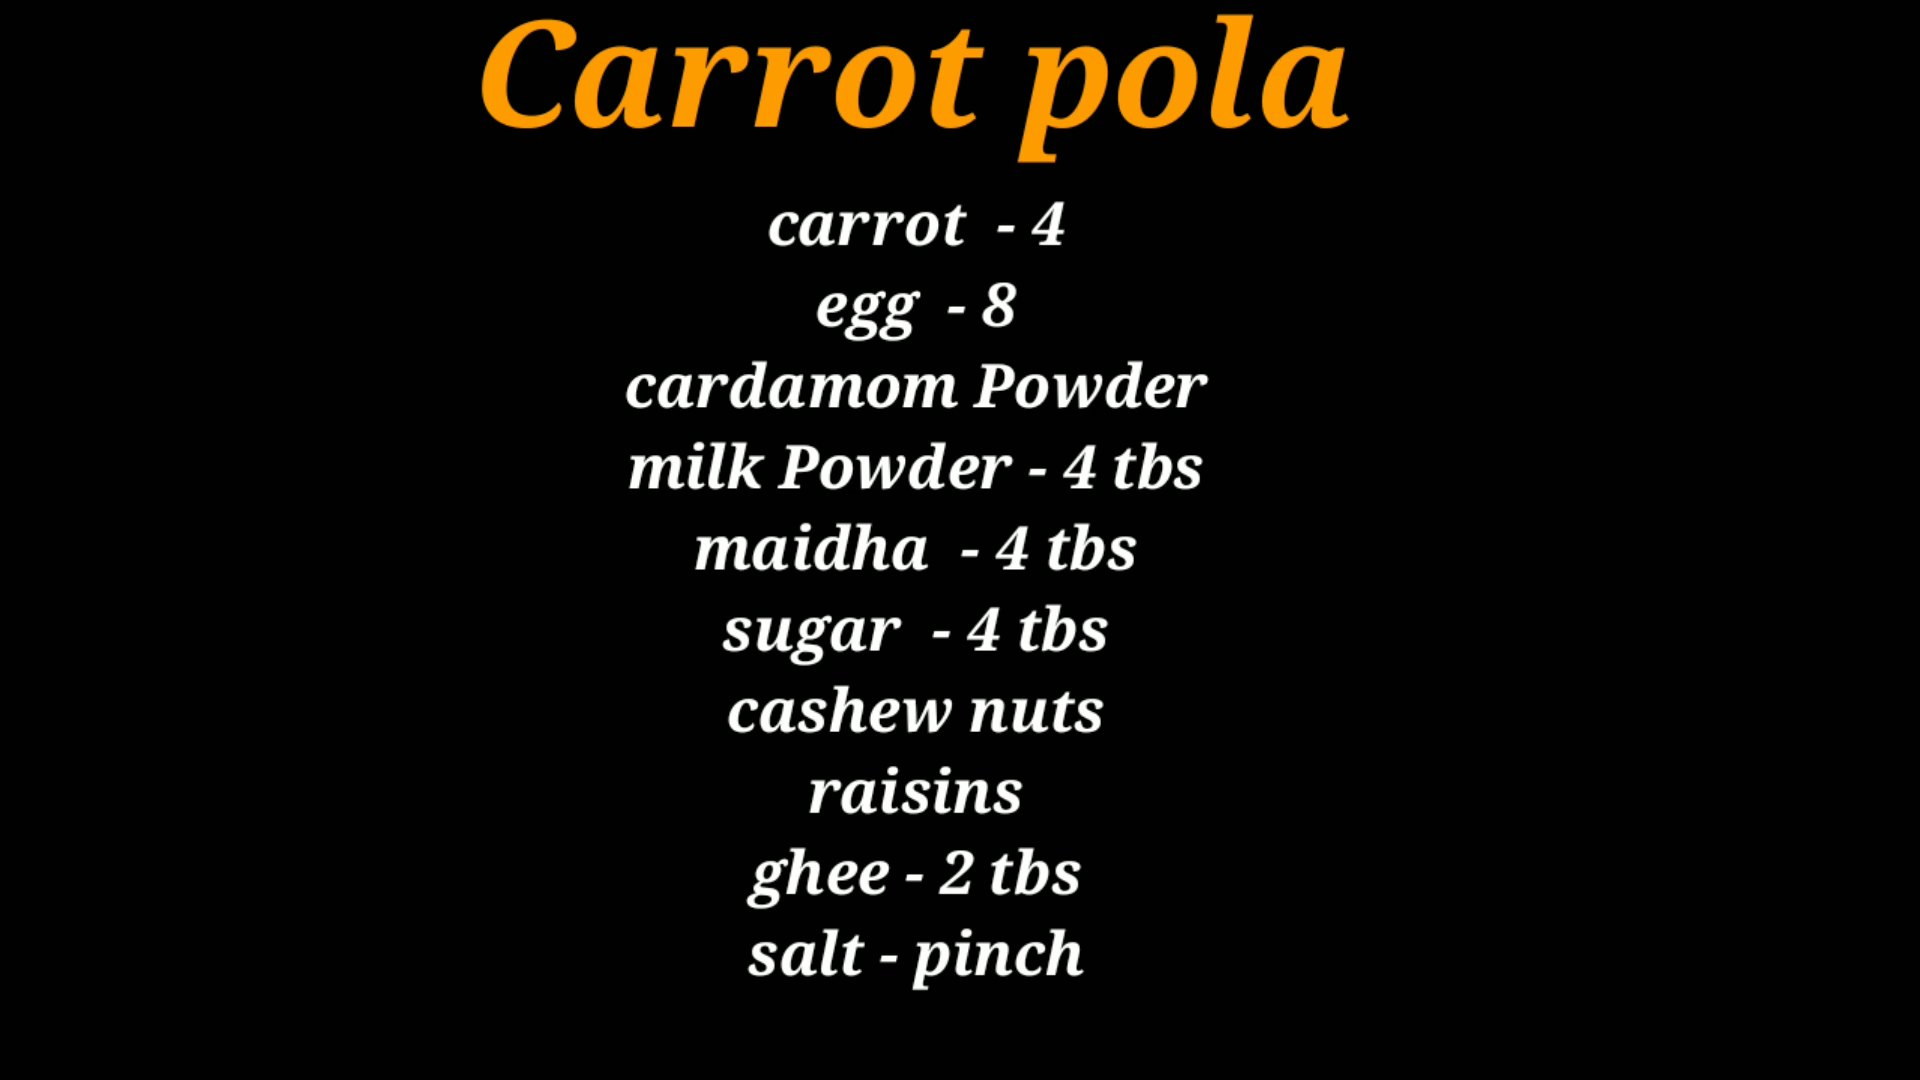 Carrot pola
carrot - 4
egg - 8
cardamom Powder
milk Powder - 4 tbs
maidha - 4 tbs
sugar - 4 tbs
cashew nuts
raisins
ghee - 2 tbs
salt - pinch